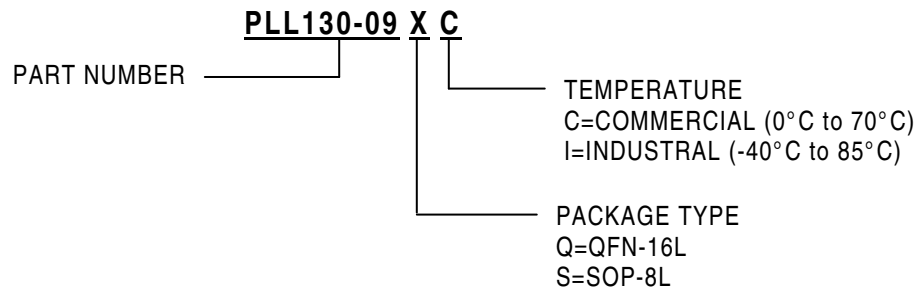 PLL130-09 X C
PART NUMBER
TEMPERATURE
C=COMMERCIAL (0°C to 70°C)
I=INDUSTRAL (-40°C to 85°C)
PACKAGE TYPE
Q=QFN-16L
S=SOP-8L